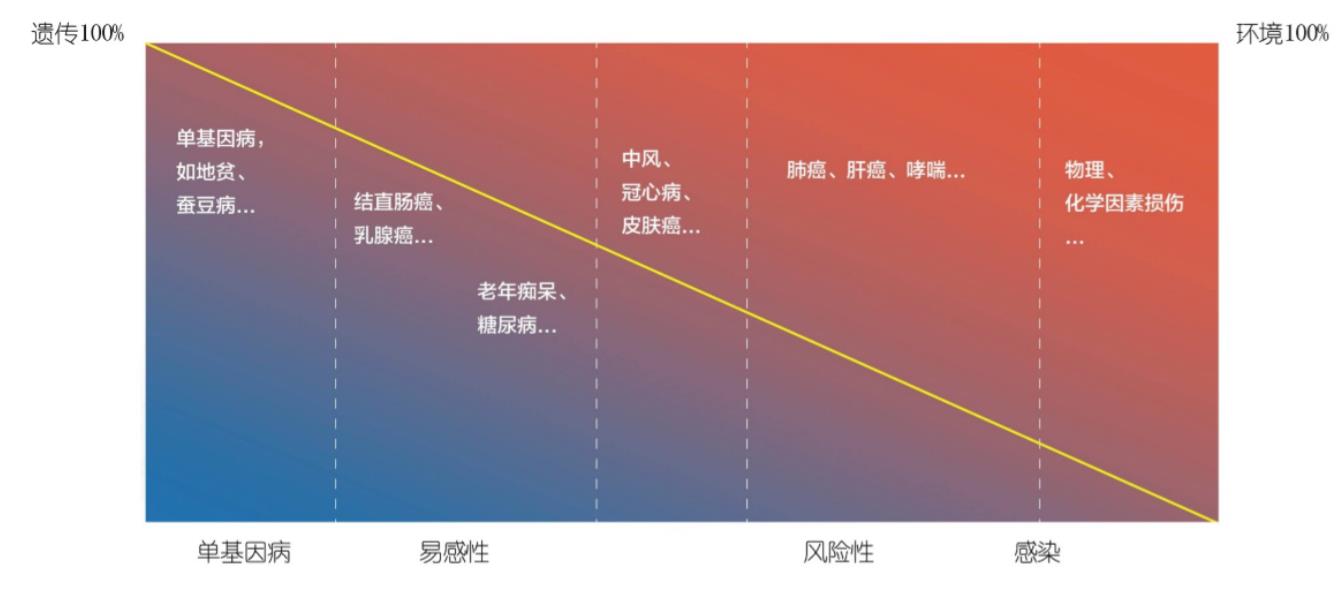 遗传100%
环境100%
单基因病，
如地贫、
蚕豆病...
结直肠癌、
乳腺癌...
老年痴呆、
糖尿病...
中风、
冠心病、
皮肤癌...
肺癌、肝癌、哮喘...
物理、
化学因素损伤
...
单基因病
易感性
风险性
感染